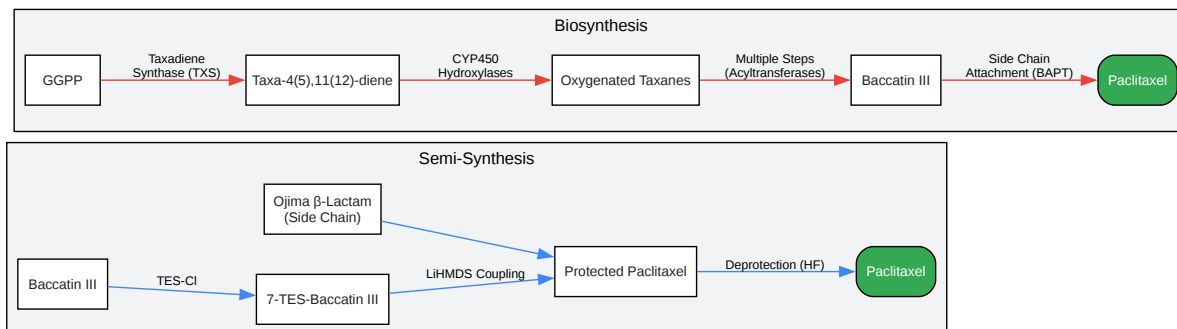 Biosynthesis
GGPP
Taxadiene
Synthase (TXS)
Taxa-4(5),11(12)-diene
CYP450
Hydroxylases
Oxygenated Taxanes
Multiple Steps
(Acyltransferases)
Baccatin III
Side Chain
Attachment (BAPT)
Paclitaxel
Semi-Synthesis
Ojima β-Lactam
(Side Chain)
Baccatin III
TES-Cl
7-TES-Baccatin III
LiHMDS Coupling
Protected Paclitaxel
Deprotection (HF)
Paclitaxel